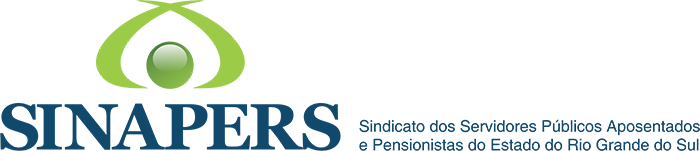 SINAPERS
Sindicato dos Servidores Públicos Aposentados
e Pensionistas do Estado do Rio Grande do Sul